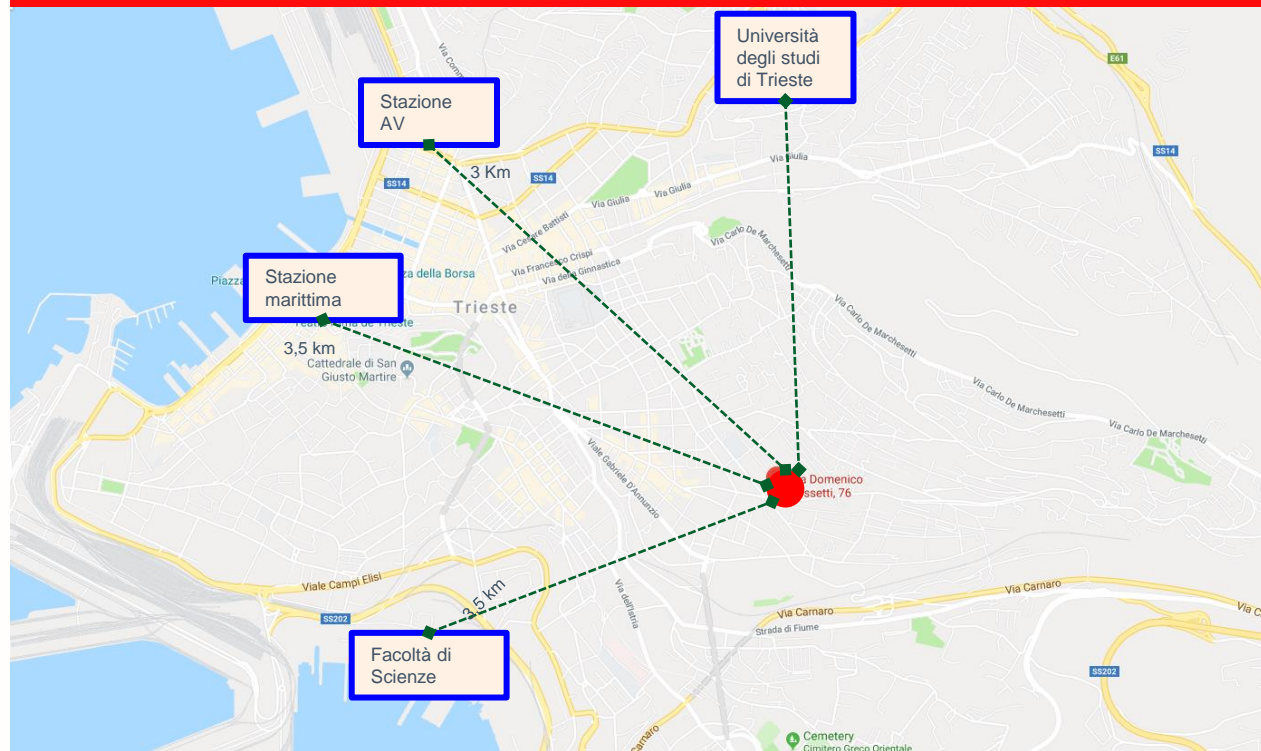 Università
degli studi
di Trieste
Stazione
AV
3 Km
Stazione
marittima
3,5 km
Facoltà di
Scienze
3,5 km
Via Giulia
Via Giulia
Via Giulia
E61
SS14
SS14
SS14
Via Cesare Battisti
Via Francesco Crispi
Via della Ginnastica
Via Carlo De Marchesetti
Via Carlo De Marchesetti
Via Carlo De Marchesetti
Via Carlo De Marchesetti
della Borsa
Trieste
Cattedrale di San
Giusto Martire
Viale Gabriele D'Annunzio
Domenico
76
Viale Campi Elisi
SS202
Via dell'Istria
Via Carnaro
Via Carnaro
Strada di Fiume
SS202
Cemetery
Cimitero Greco Orientale